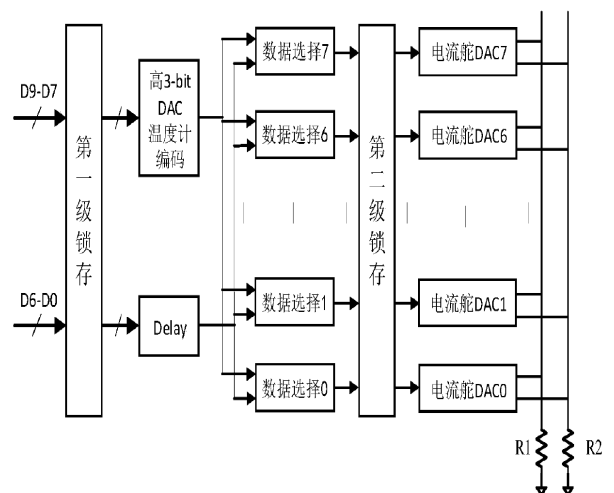 D9-D7
D6-D0
第一级锁存
高3-bit
DAC
温度计
编码
Delay
数据选择7
数据选择6
数据选择1
数据选择0
第二级锁存
电流舵DAC7
电流舵DAC6
电流舵DAC1
电流舵DAC0
R1
R2